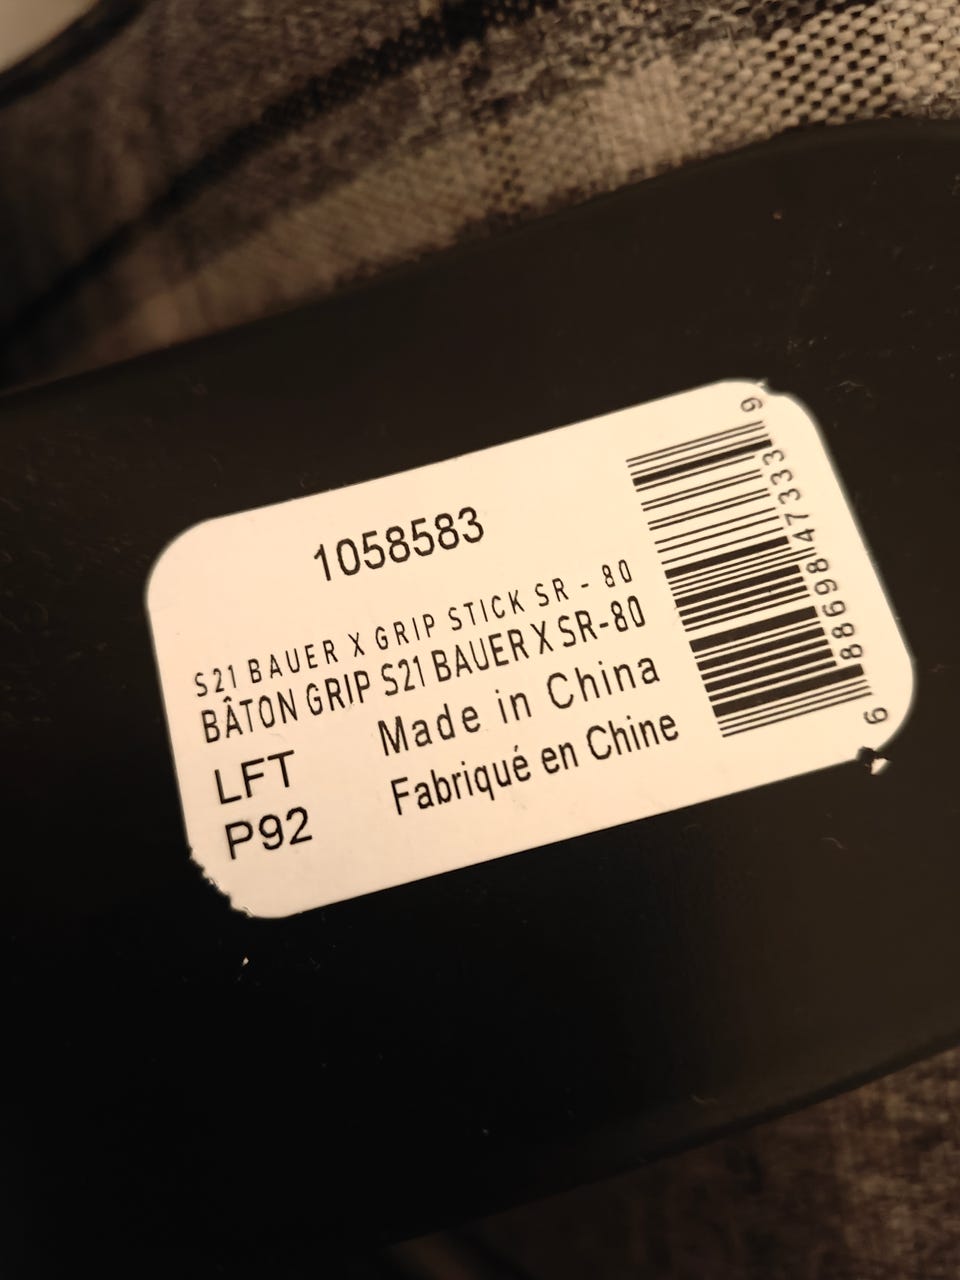 1058583
S21 BAUER X GRIP STICK SR - 80
BÂTON GRIP S21 BAUER X SR-80
LFT
Made in China
P92
Fabriqué en Chine
6 88698 47333 9